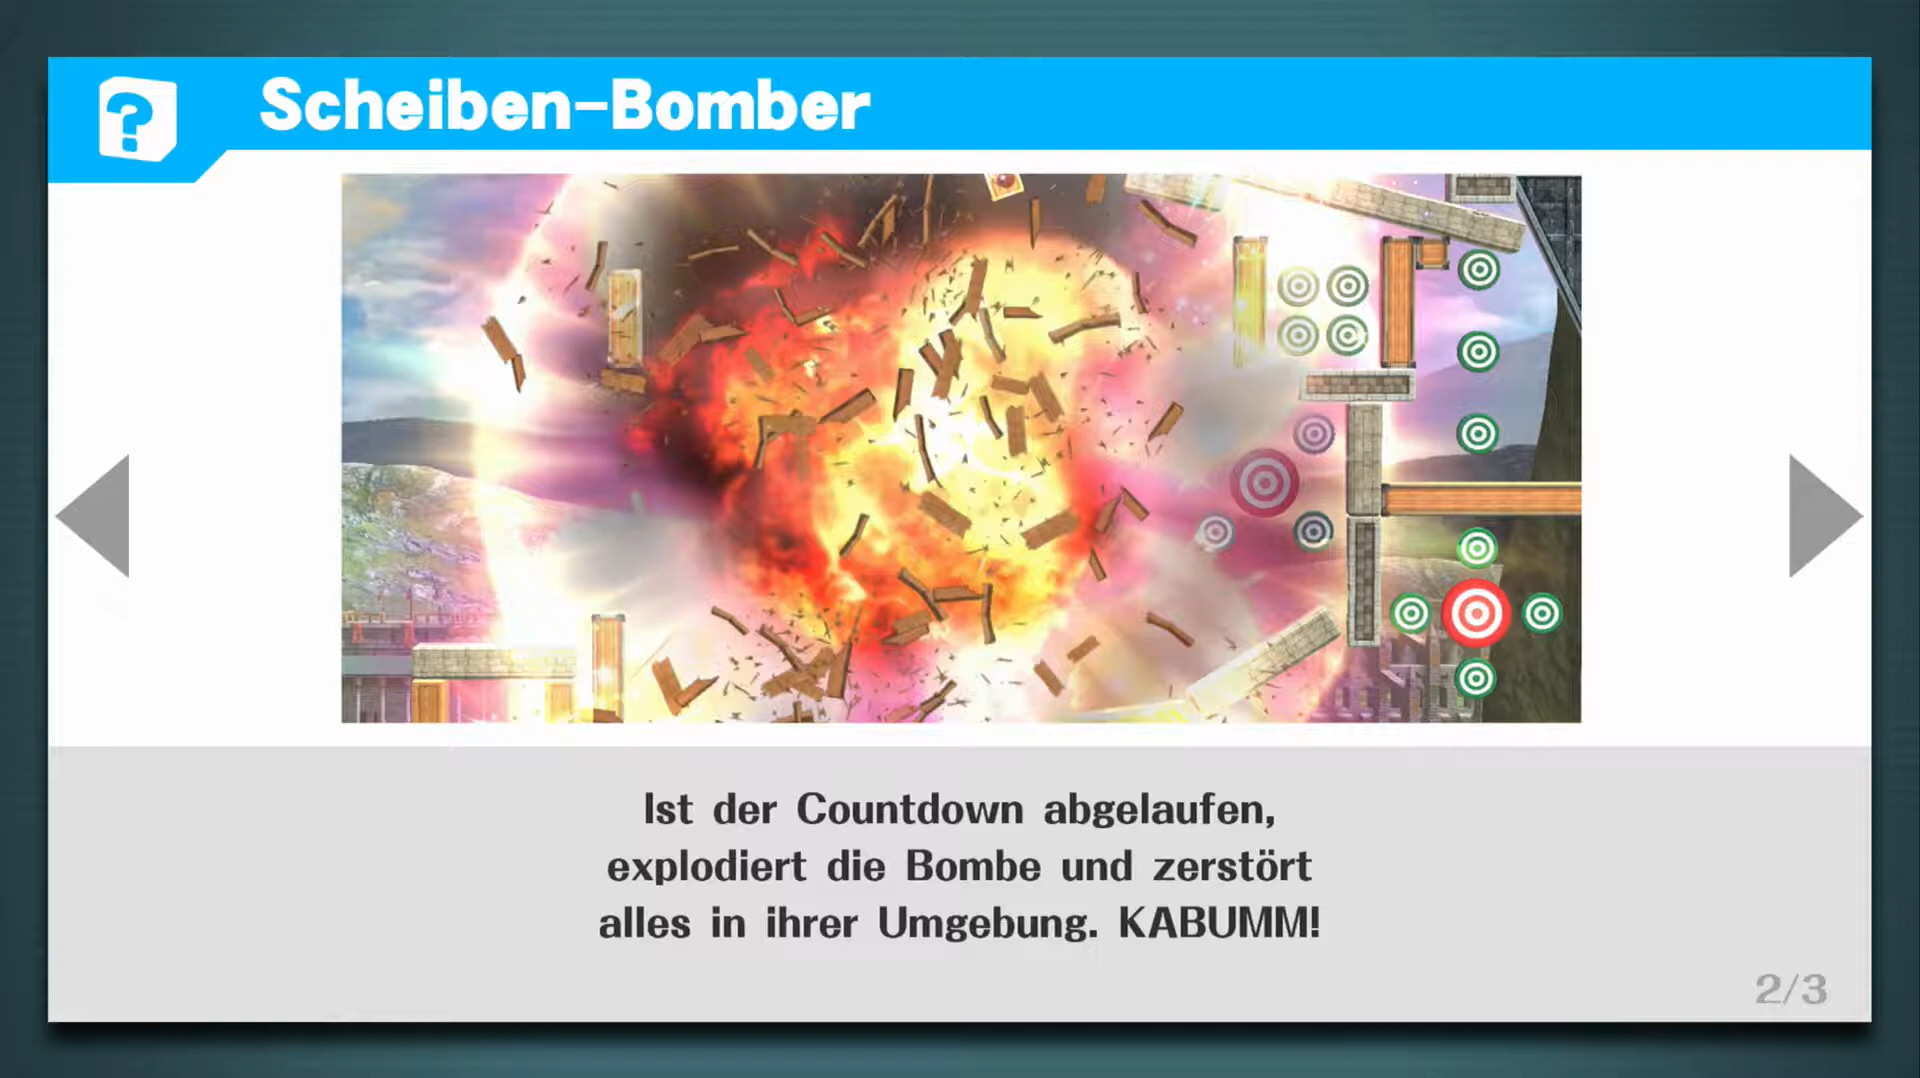 Scheiben-Bomber
Ist der Countdown abgelaufen,
explodiert die Bombe und zerstört
alles in ihrer Umgebung. KABUMM!
2/3